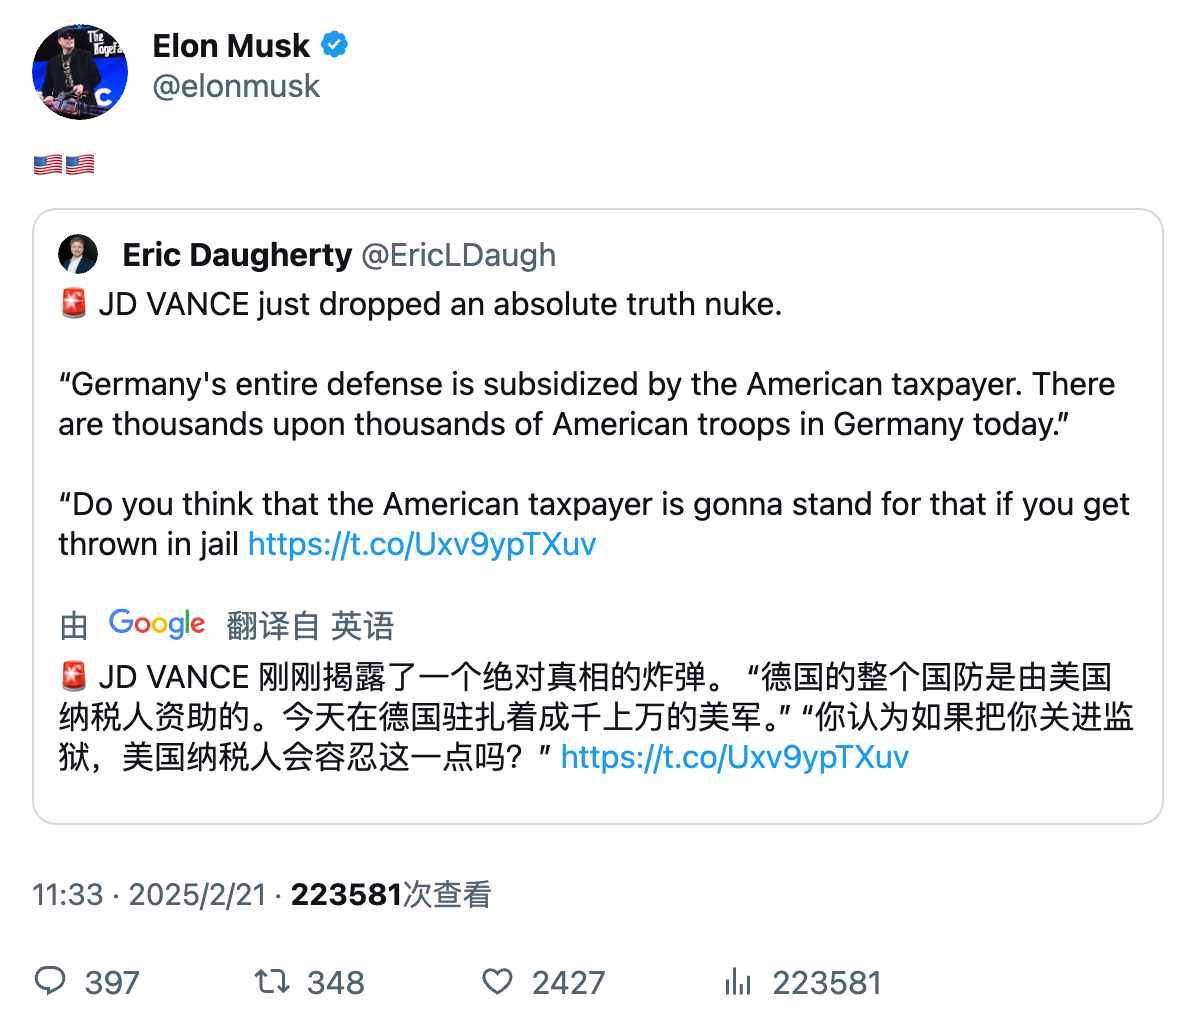 The
DogeFa
C
Elon Musk
@elonmusk
🇺🇸🇺🇸
Eric Daugherty @EricLDaugh
🚨 JD VANCE just dropped an absolute truth nuke.
“Germany's entire defense is subsidized by the American taxpayer. There
are thousands upon thousands of American troops in Germany today.”
“Do you think that the American taxpayer is gonna stand for that if you get
thrown in jail https://t.co/Uxv9ypTXuv
由 Google 翻译自 英语
🚨 JD VANCE 刚刚揭露了一个绝对真相的炸弹。 “德国的整个国防是由美国
纳税人资助的。今天在德国驻扎着成千上万的美军。” “你认为如果把你关进监
狱，美国纳税人会容忍这一点吗？” https://t.co/Uxv9ypTXuv
11:33 · 2025/2/21 · 223581次查看
397 348 2427 223581